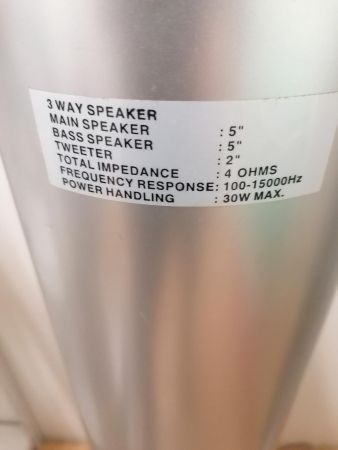 3 WAY SPEAKER
MAIN SPEAKER : 5"
BASS SPEAKER : 5"
TWEETER : 2"
TOTAL IMPEDANCE : 4 OHMS
FREQUENCY RESPONSE: 100-15000Hz
POWER HANDLING : 30W MAX.